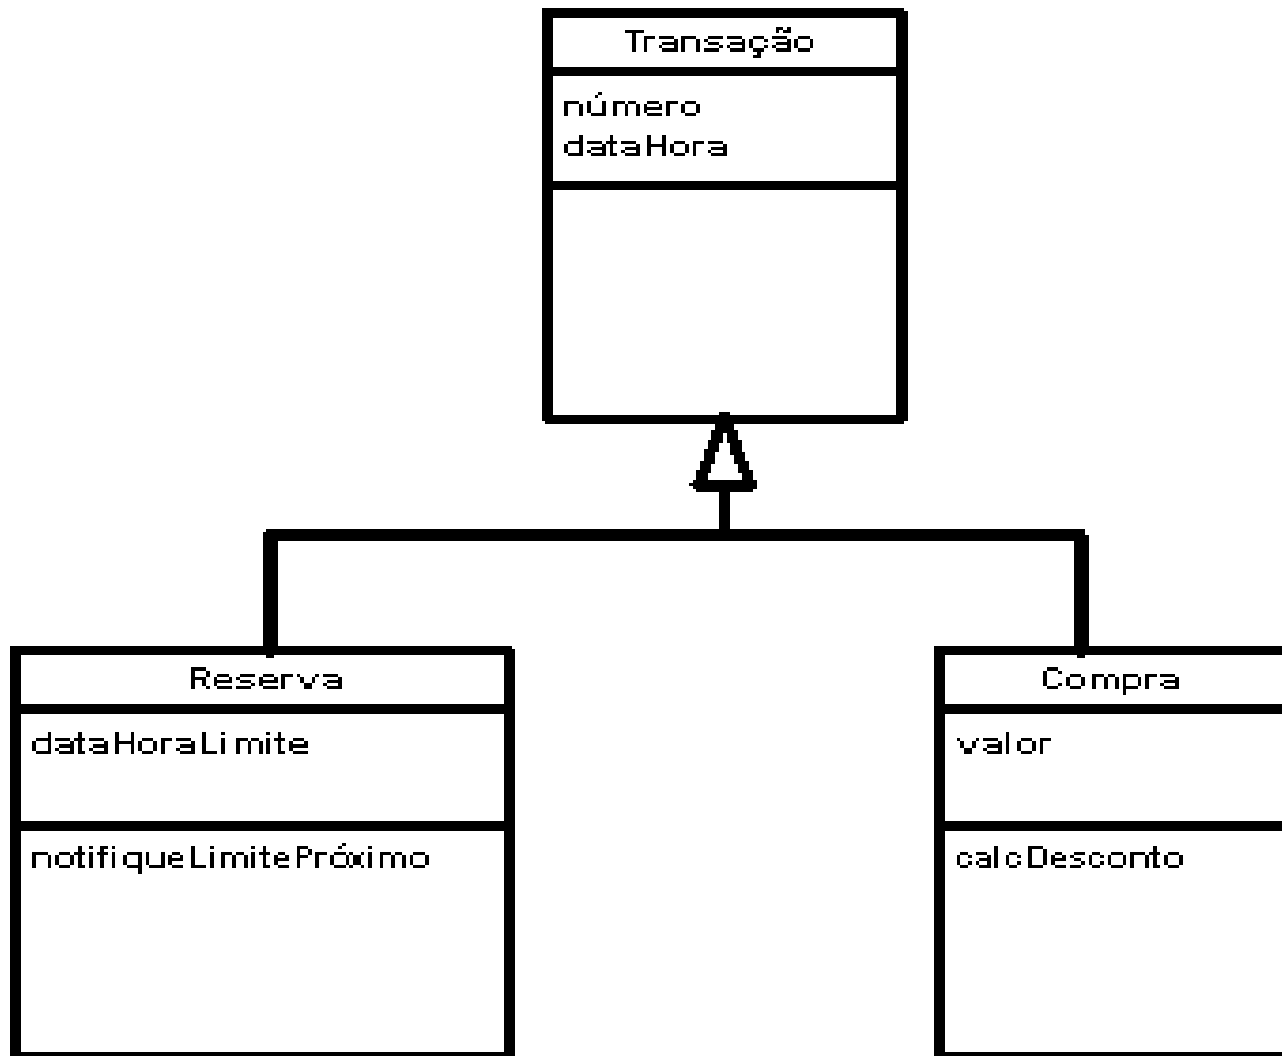 Transação
número
dataHora
Reserva
dataHoraLimite
notifiqueLimitePróximo
Compra
valor
calcDesconto